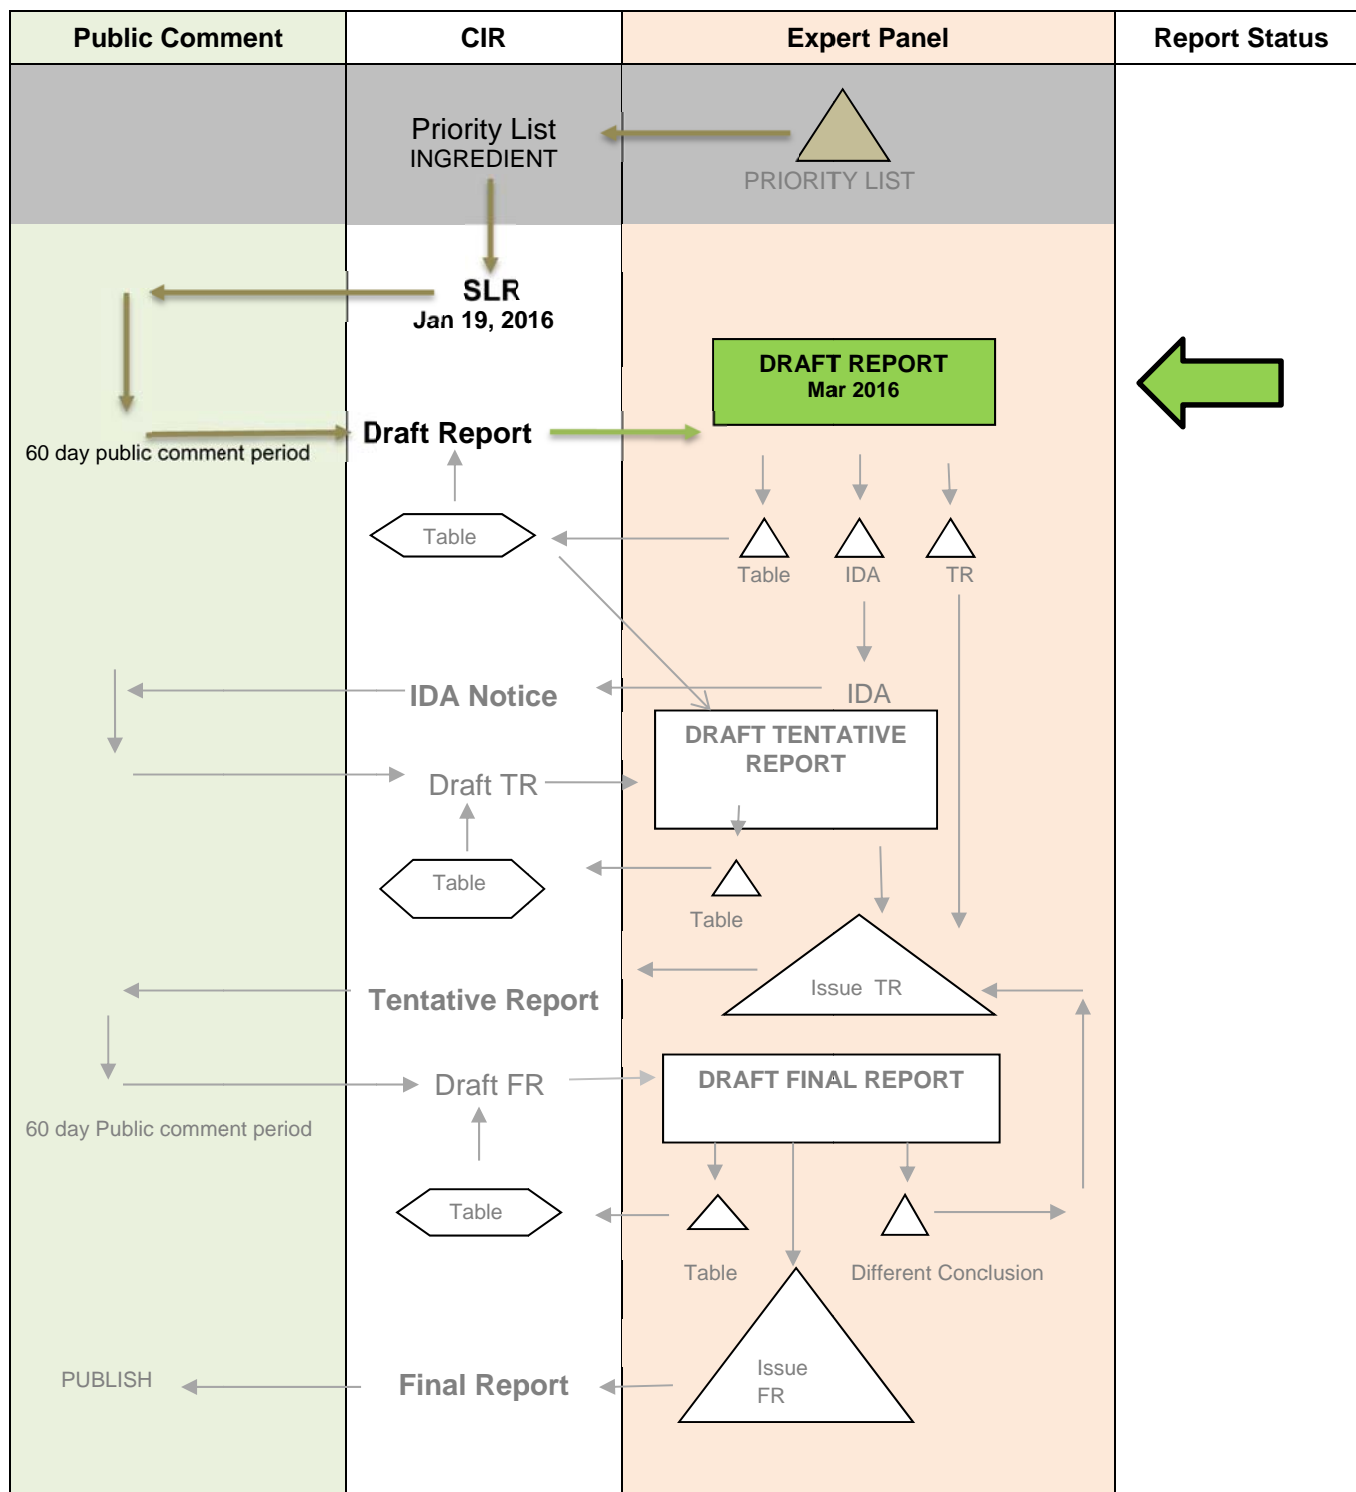 Public Comment
CIR
Expert Panel
Report Status
Priority List
INGREDIENT
PRIORITY LIST
SLR
Jan 19, 2016
DRAFT REPORT
Mar 2016
60 day public comment period
Draft Report
Table
Table
IDA
TR
IDA Notice
IDA
DRAFT TENTATIVE
REPORT
Draft TR
Table
Table
Issue TR
Tentative Report
DRAFT FINAL REPORT
Draft FR
60 day Public comment period
Table
Table
Different Conclusion
PUBLISH
Final Report
Issue
FR